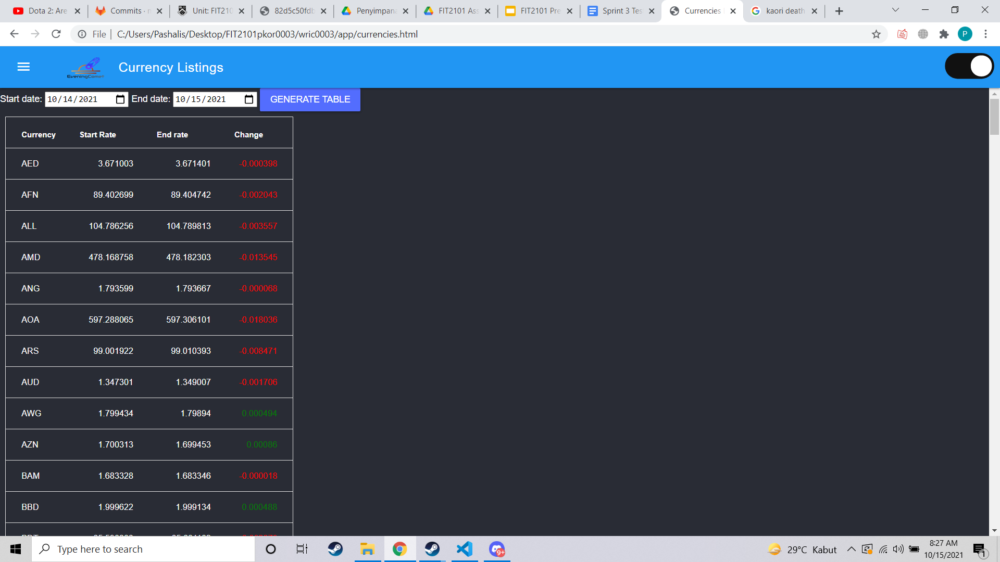 Dota 2: Are
Commits · n
Unit: FIT210
82d5c50fdb
Penyimpana
FIT2101 Ass
FIT2101 Pre
Sprint 3 Tes
Currencies
kaori death
File
C:/Users/Pashalis/Desktop/FIT2101pkor0003/wric0003/app/currencies.html
P
EveningComet
Currency Listings
Start date: 10/14/2021 End date: 10/15/2021 GENERATE TABLE
Currency Start Rate End rate Change
AED 3.671003 3.671401 -0.000398
AFN 89.402699 89.404742 -0.002043
ALL 104.786256 104.789813 -0.003557
AMD 478.168758 478.182303 -0.013545
ANG 1.793599 1.793667 -0.000068
AOA 597.288065 597.306101 -0.018036
ARS 99.001922 99.010393 -0.008471
AUD 1.347301 1.349007 -0.001706
AWG 1.799434 1.79894 0.000494
AZN 1.700313 1.699453 0.00086
BAM 1.683328 1.683346 -0.000018
BBD 1.999622 1.999134 0.000488
Type here to search
9+
29°C Kabut
8:27 AM
10/15/2021
1